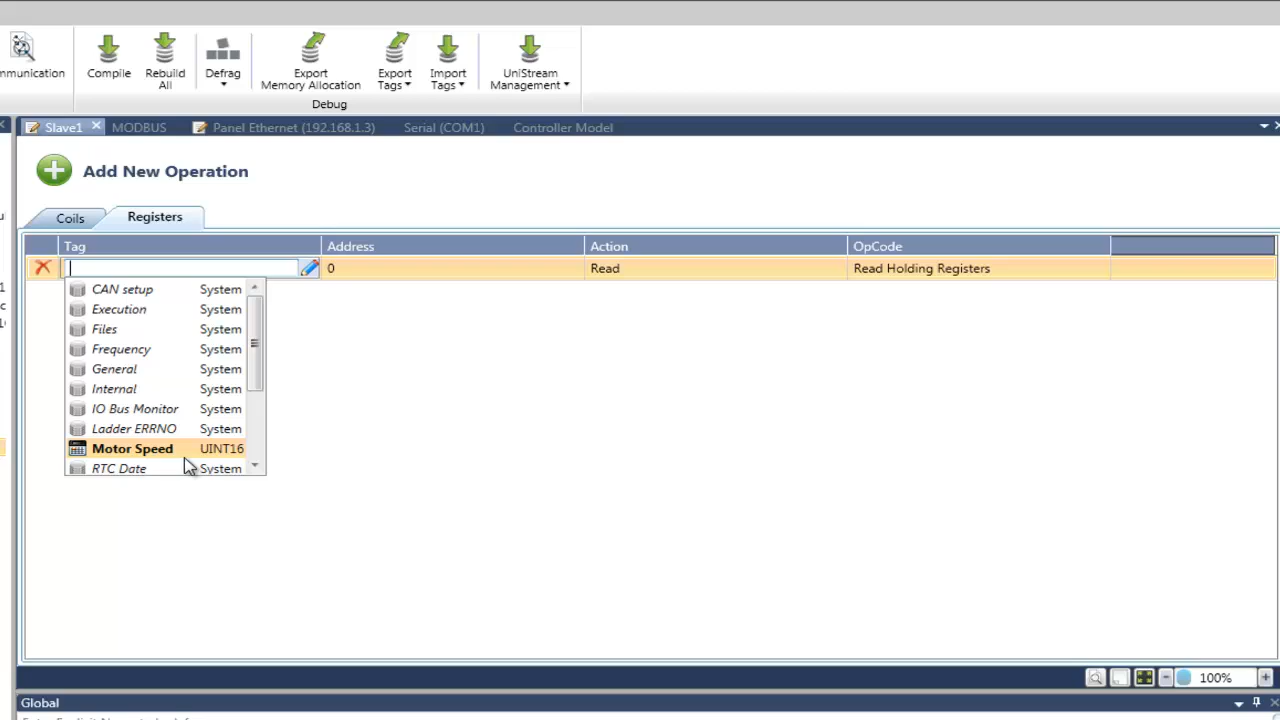 mmunication
Compile
Rebuild
All
Defrag
Export
Memory Allocation
Export
Tags
Import
Tags
UniStream
Management
Debug
Slave1
MODBUS
Panel Ethernet (192.168.1.3)
Serial (COM1)
Controller Model
Add New Operation
Coils
Registers
Tag Address Action OpCode
0 Read Read Holding Registers
CAN setup System
Execution System
Files System
Frequency System
General System
Internal System
IO Bus Monitor System
Ladder ERRNO System
Motor Speed UINT16
RTC Date System
100%
Global